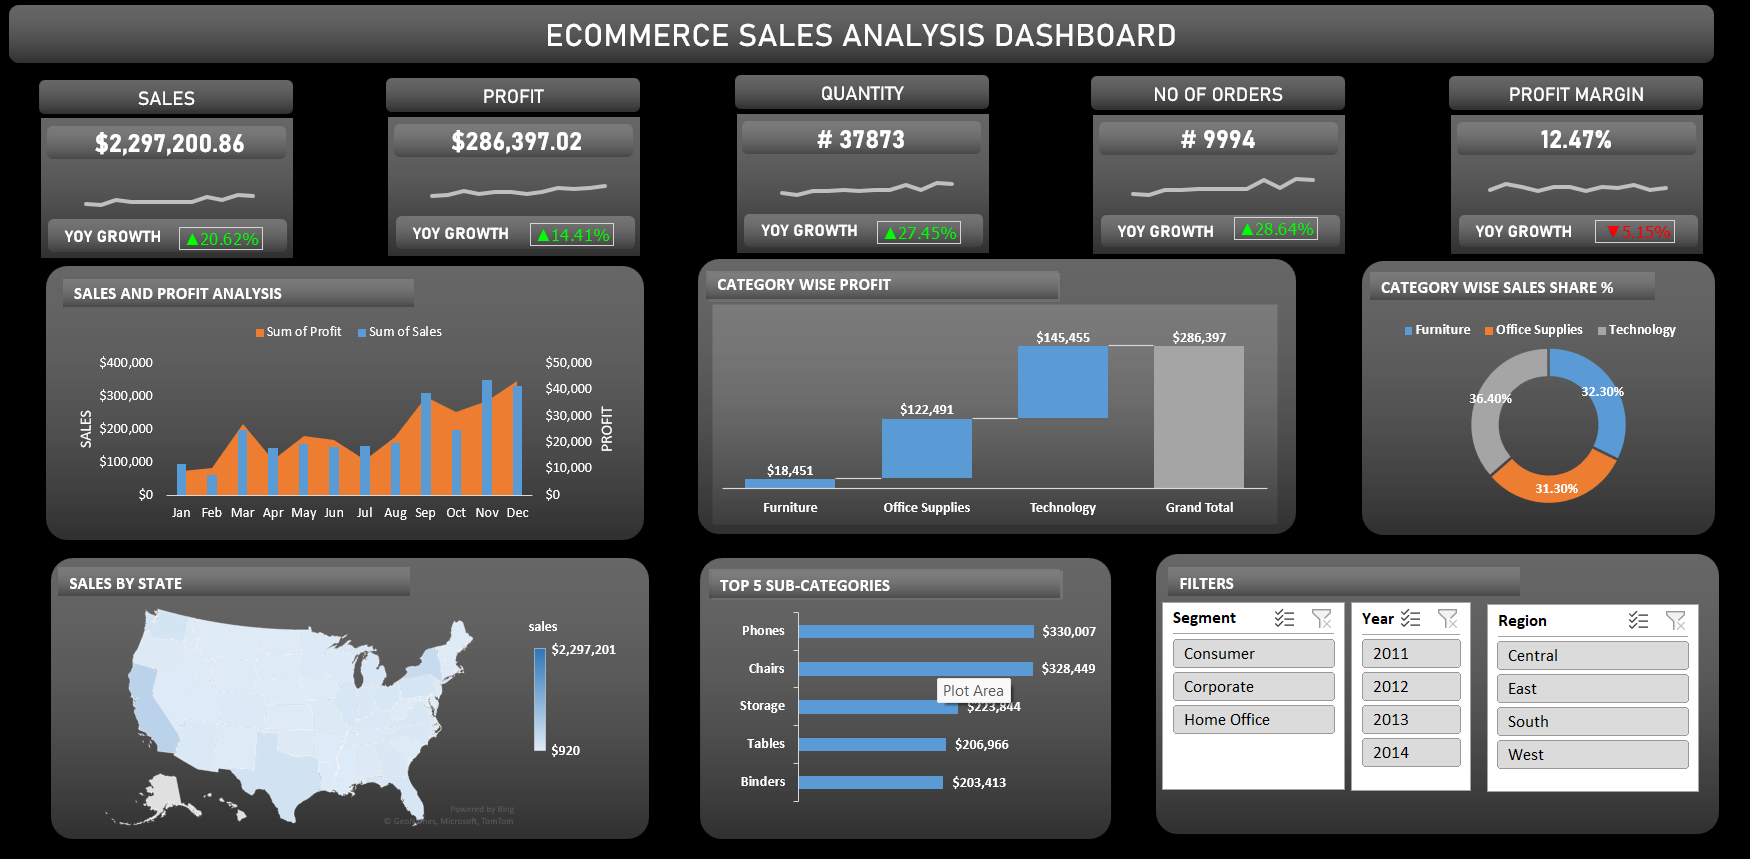 ECOMMERCE SALES ANALYSIS DASHBOARD
SALES
$2,297,200.86
YOY GROWTH ▲20.62%
PROFIT
$286,397.02
YOY GROWTH ▲14.41%
QUANTITY
# 37873
YOY GROWTH ▲27.45%
NO OF ORDERS
# 9994
YOY GROWTH ▲28.64%
PROFIT MARGIN
12.47%
YOY GROWTH ▼5.15%
SALES AND PROFIT ANALYSIS
Sum of Profit Sum of Sales
$400,000
$300,000
$200,000
$100,000
$0
SALES
$50,000
$40,000
$30,000
$20,000
$10,000
$0
PROFIT
Jan Feb Mar Apr May Jun Jul Aug Sep Oct Nov Dec
CATEGORY WISE PROFIT
$18,451
$122,491
$145,455
$286,397
Furniture Office Supplies Technology Grand Total
CATEGORY WISE SALES SHARE %
Furniture Office Supplies Technology
36.40%
32.30%
31.30%
SALES BY STATE
sales
$2,297,201
$920
Powered by Bing
© GeoNames, Microsoft, TomTom
TOP 5 SUB-CATEGORIES
Phones $330,007
Chairs $328,449
Plot Area
Storage $223,844
Tables $206,966
Binders $203,413
FILTERS
Segment
Consumer
Corporate
Home Office
Year
2011
2012
2013
2014
Region
Central
East
South
West